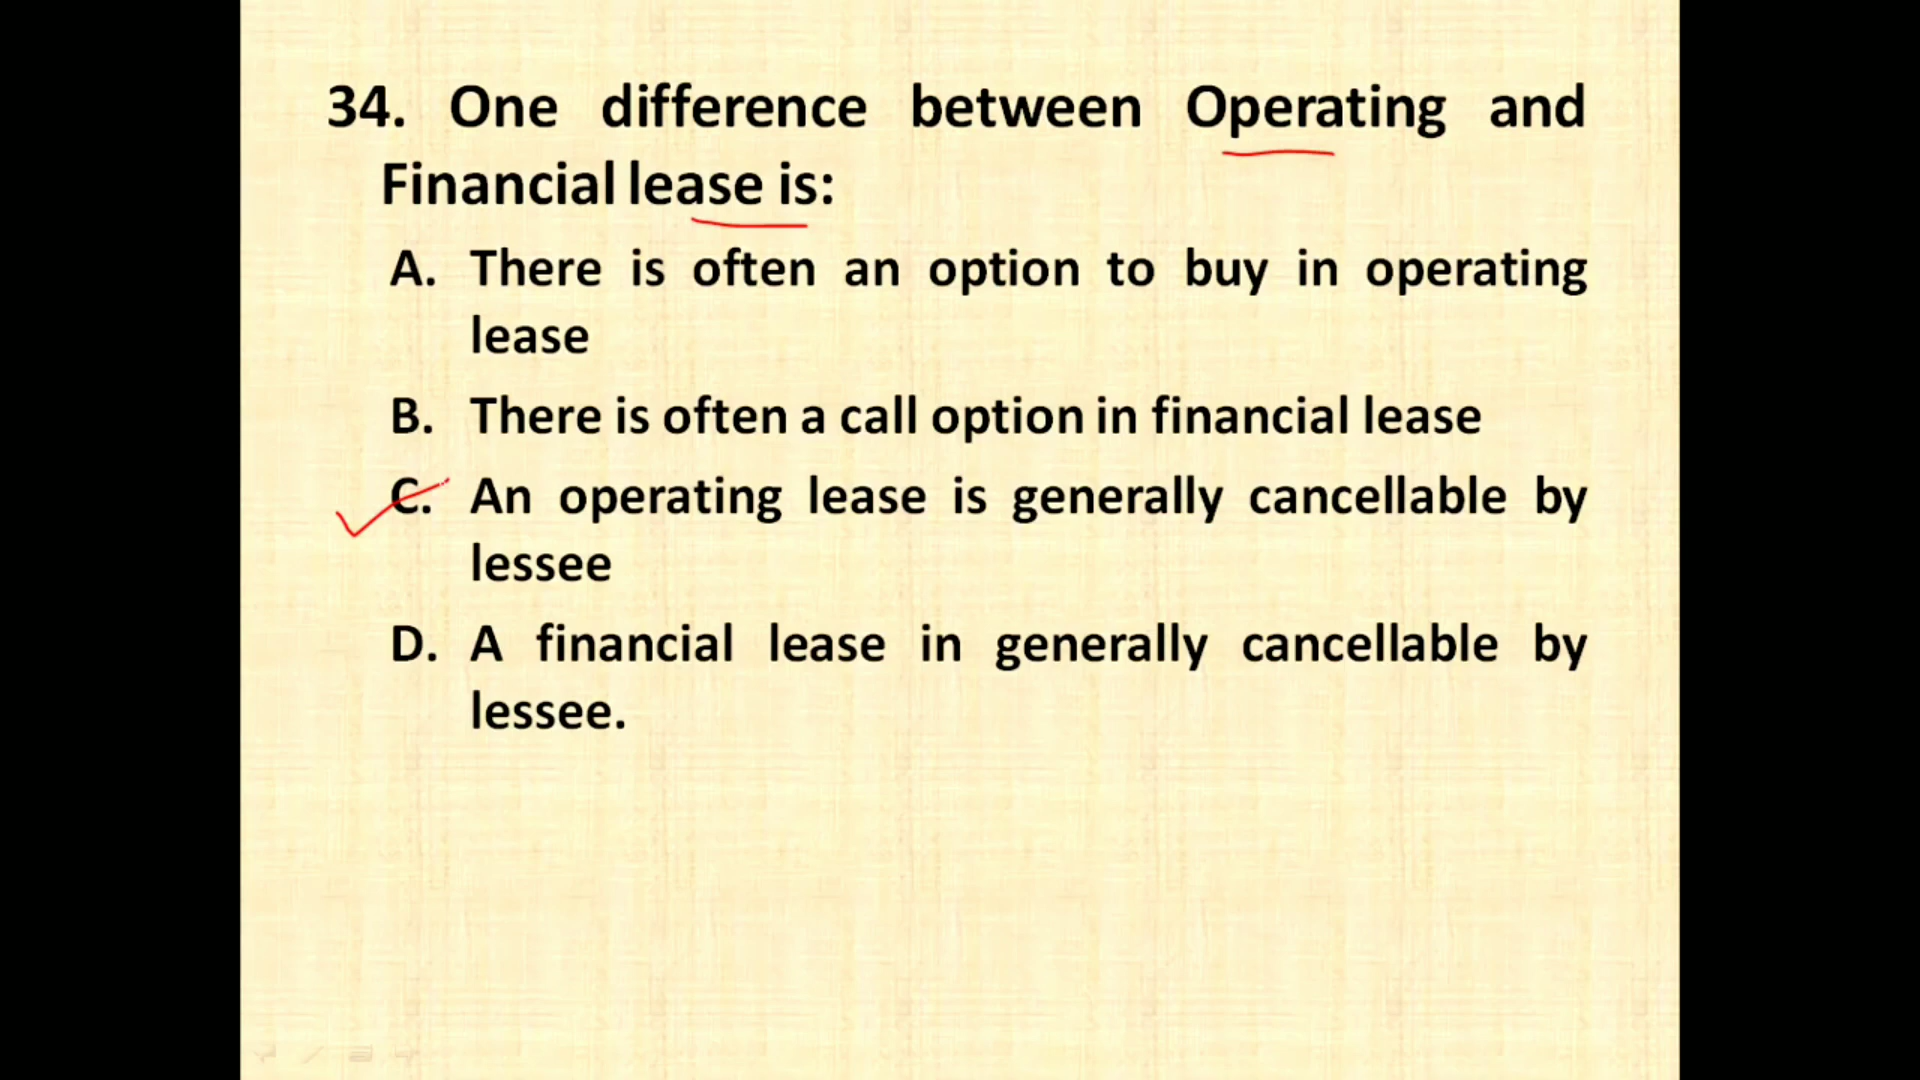 34. One difference between Operating and
Financial lease is:
A. There is often an option to buy in operating
lease
B. There is often a call option in financial lease
C. An operating lease is generally cancellable by
lessee
D. A financial lease in generally cancellable by
lessee.